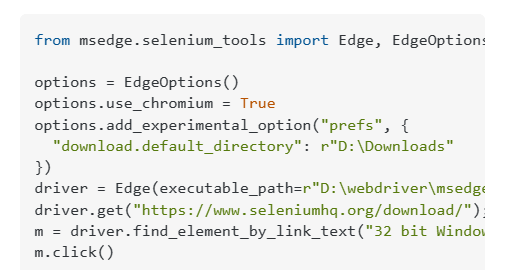 from msedge.selenium_tools import Edge, EdgeOptions
options = EdgeOptions()
options.use_chromium = True
options.add_experimental_option("prefs", {
"download.default_directory": r"D:\Downloads"
})
driver = Edge(executable_path=r"D:\webdriver\msedge
driver.get("https://www.seleniumhq.org/download/");
m = driver.find_element_by_link_text("32 bit Window
m.click()